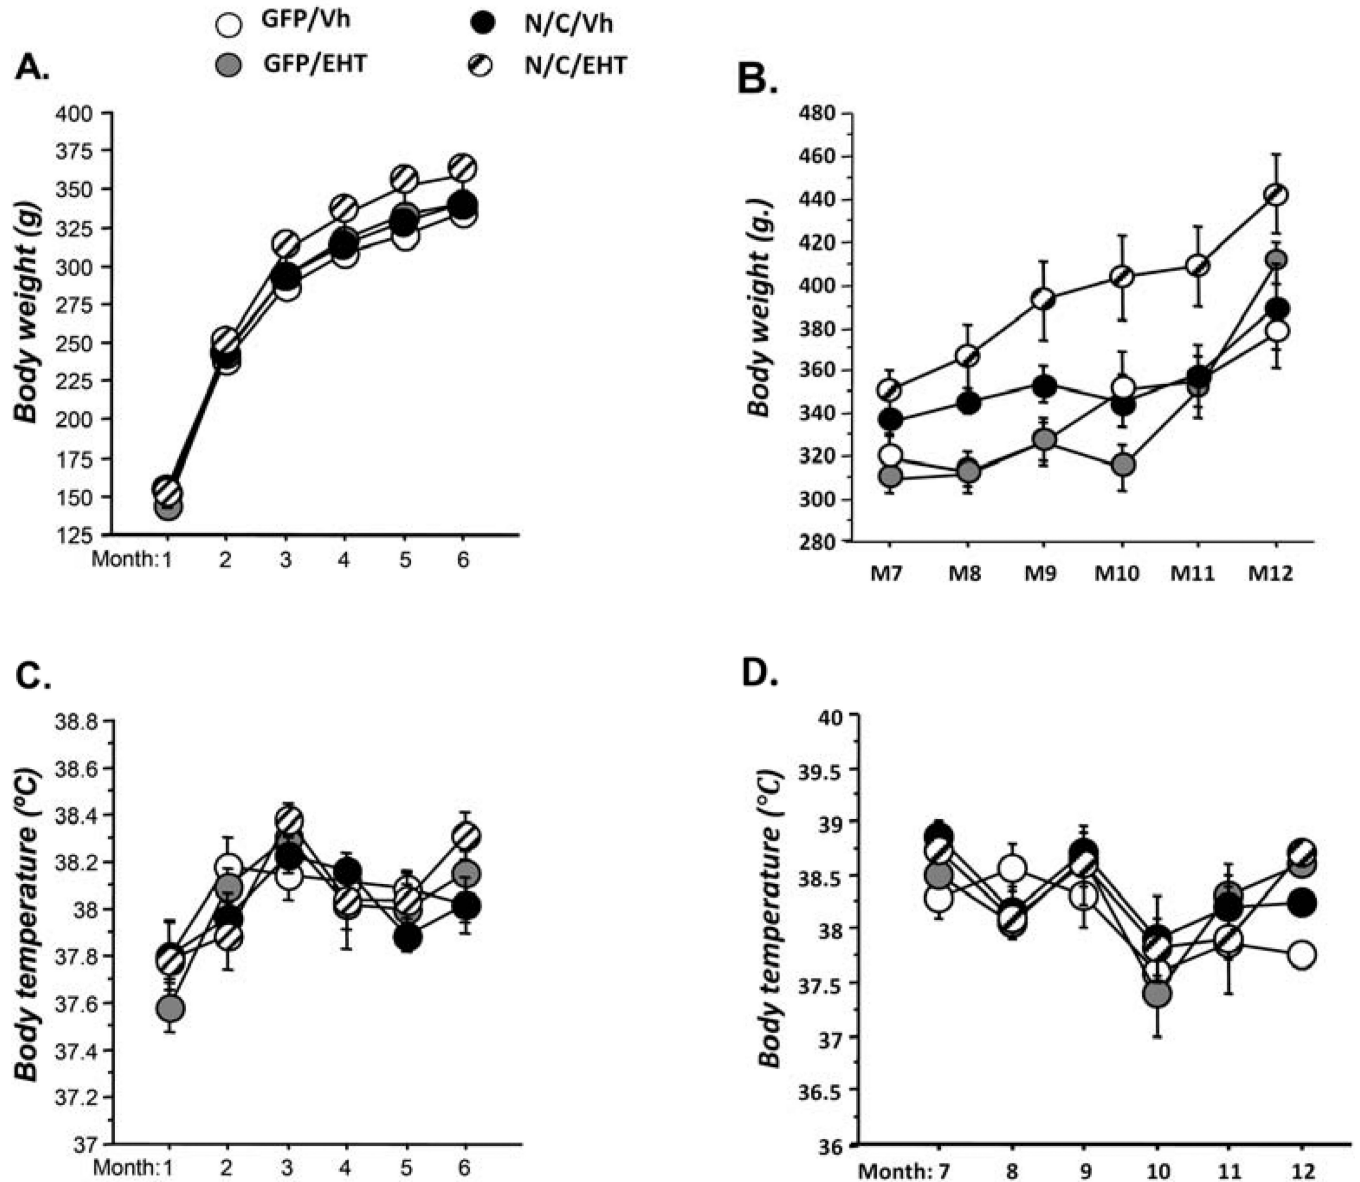 GFP/Vh
N/C/Vh
GFP/EHT
N/C/EHT
A.
400
375
350
325
300
275
250
225
200
175
150
125
Body weight (g)
Month: 1 2 3 4 5 6
B.
480
460
440
420
400
380
360
340
320
300
280
Body weight (g.)
M7 M8 M9 M10 M11 M12
C.
38.8
38.6
38.4
38.2
38
37.8
37.6
37.4
37.2
37
Body temperature (ºC)
Month: 1 2 3 4 5 6
D.
40
39.5
39
38.5
38
37.5
37
36.5
36
Body temperature (°C)
Month: 7 8 9 10 11 12